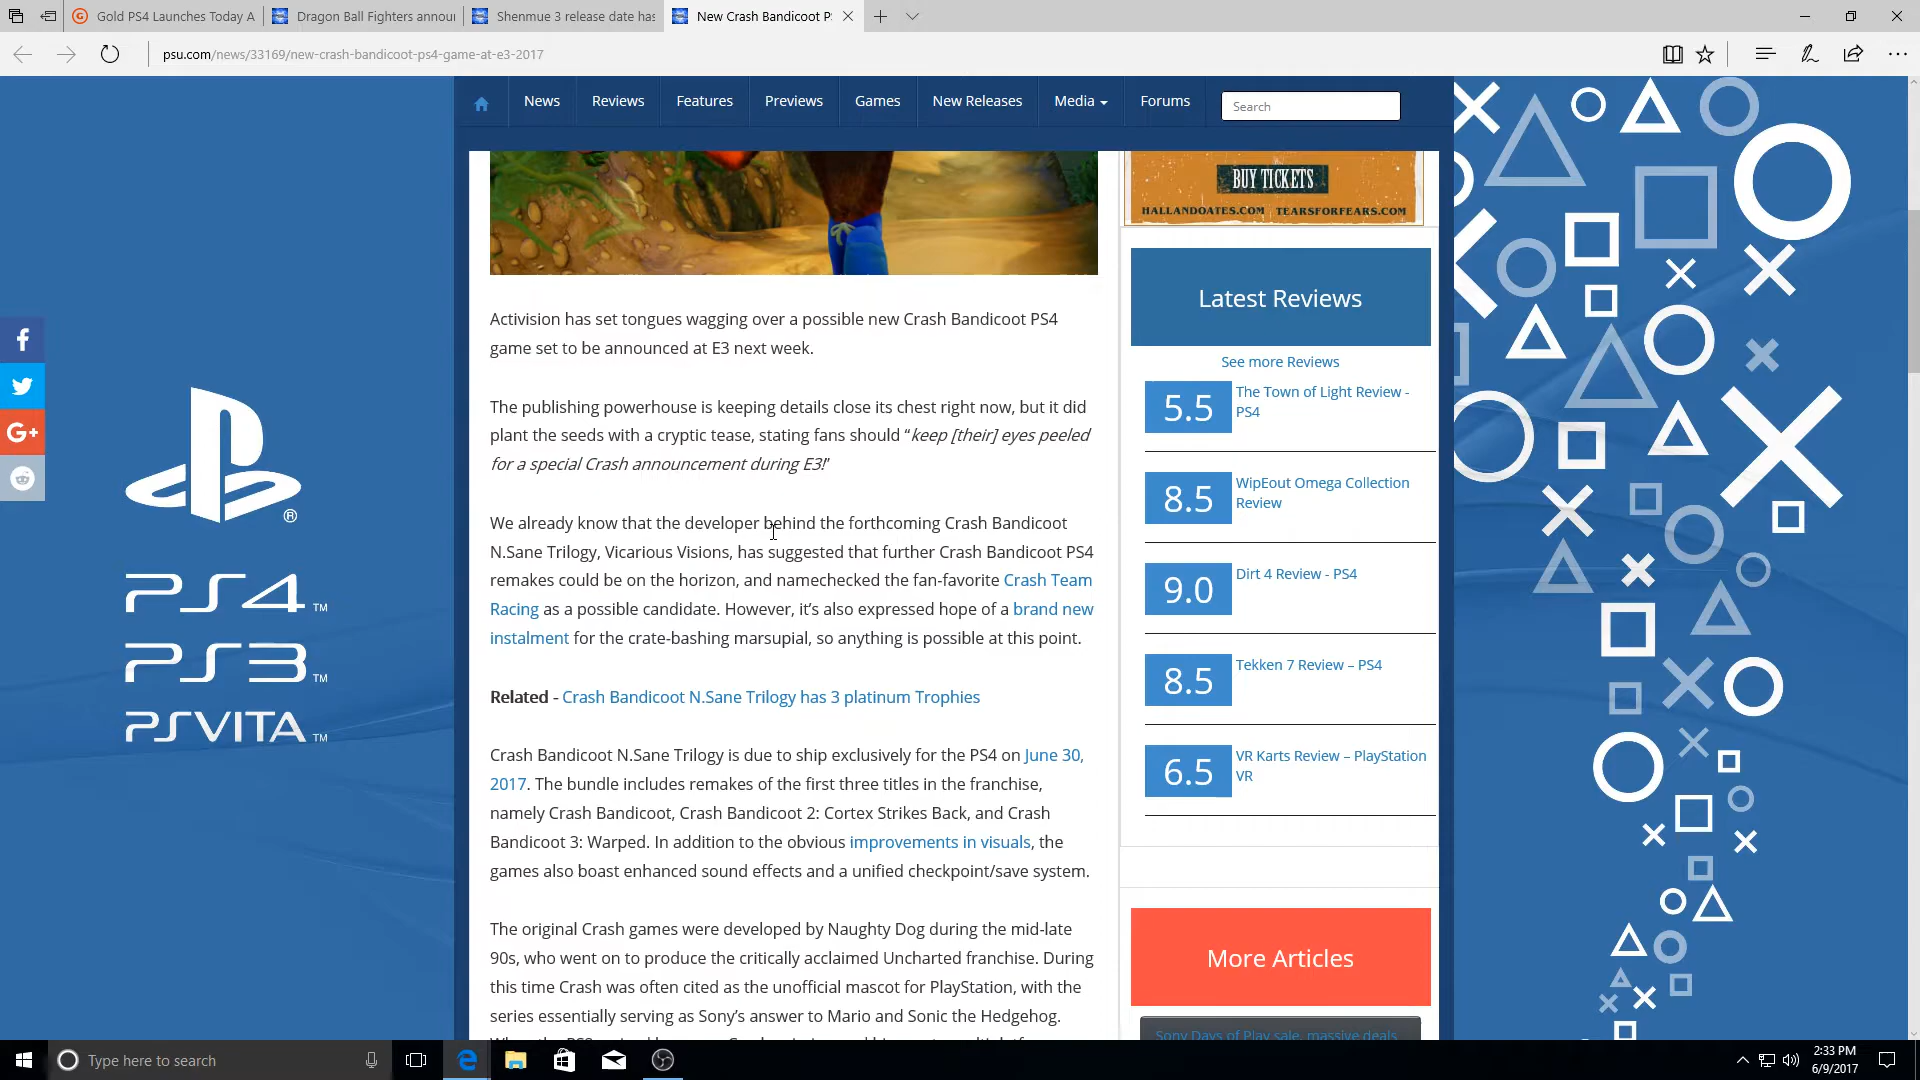 Gold PS4 Launches Today A
Dragon Ball Fighters annou
Shenmue 3 release date has
New Crash Bandicoot P
psu.com/news/33169/new-crash-bandicoot-ps4-game-at-e3-2017
News
Reviews
Features
Previews
Games
New Releases
Media
Forums
Search
BUY TICKETS
HALLANDOATES.COM TEARSFORFEARS.COM
Activision has set tongues wagging over a possible new Crash Bandicoot PS4
game set to be announced at E3 next week.
The publishing powerhouse is keeping details close its chest right now, but it did
plant the seeds with a cryptic tease, stating fans should “keep [their] eyes peeled
for a special Crash announcement during E3!”
We already know that the developer behind the forthcoming Crash Bandicoot
N.Sane Trilogy, Vicarious Visions, has suggested that further Crash Bandicoot PS4
remakes could be on the horizon, and namechecked the fan-favorite Crash Team
Racing as a possible candidate. However, it’s also expressed hope of a brand new
instalment for the crate-bashing marsupial, so anything is possible at this point.
Related - Crash Bandicoot N.Sane Trilogy has 3 platinum Trophies
Crash Bandicoot N.Sane Trilogy is due to ship exclusively for the PS4 on June 30,
2017. The bundle includes remakes of the first three titles in the franchise,
namely Crash Bandicoot, Crash Bandicoot 2: Cortex Strikes Back, and Crash
Bandicoot 3: Warped. In addition to the obvious improvements in visuals, the
games also boast enhanced sound effects and a unified checkpoint/save system.
The original Crash games were developed by Naughty Dog during the mid-late
90s, who went on to produce the critically acclaimed Uncharted franchise. During
this time Crash was often cited as the unofficial mascot for PlayStation, with the
series essentially serving as Sony’s answer to Mario and Sonic the Hedgehog.
Latest Reviews
See more Reviews
5.5
The Town of Light Review -
PS4
8.5
WipEout Omega Collection
Review
9.0
Dirt 4 Review - PS4
8.5
Tekken 7 Review – PS4
6.5
VR Karts Review – PlayStation
VR
More Articles
Sony Days of Play sale, massive deals
f
G+
®
PS4™
PS3™
PSVITA™
Type here to search
2:33 PM
6/9/2017